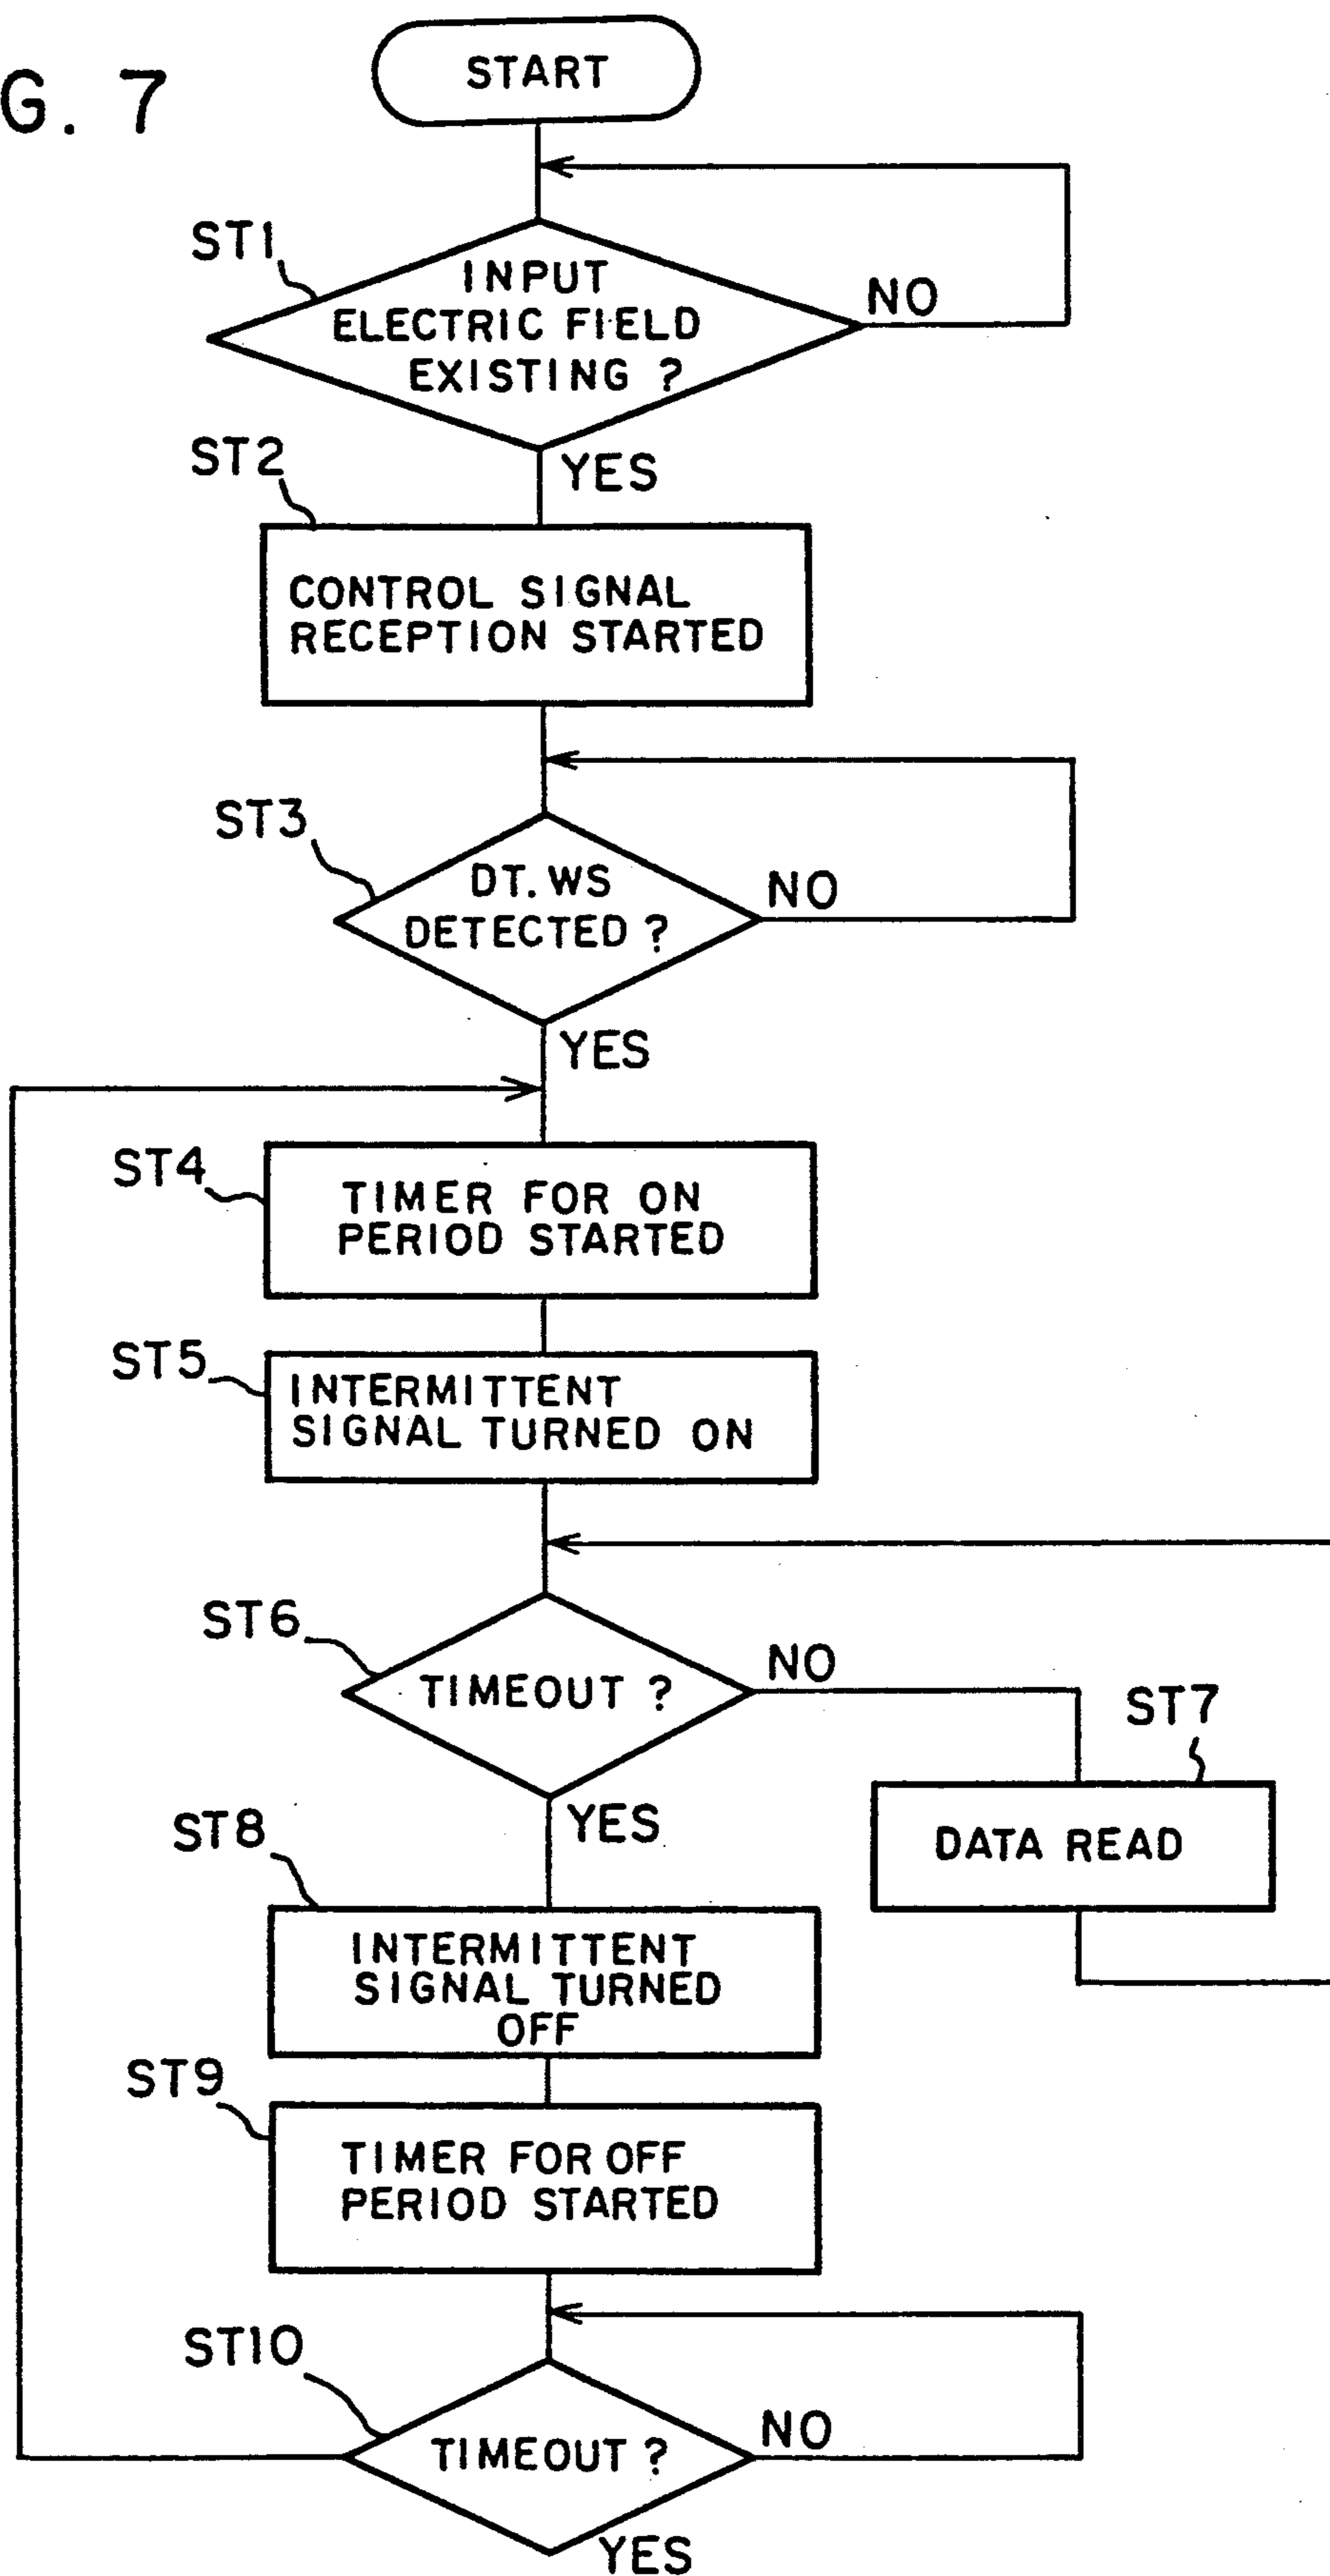 G. 7
START
ST1
INPUT
ELECTRIC FIELD
EXISTING ?
NO
YES
ST2
CONTROL SIGNAL
RECEPTION STARTED
ST3
DT. WS
DETECTED ?
NO
YES
ST4
TIMER FOR ON
PERIOD STARTED
ST5
INTERMITTENT
SIGNAL TURNED ON
ST6
TIMEOUT ?
NO
ST7
DATA READ
YES
ST8
INTERMITTENT
SIGNAL TURNED
OFF
ST9
TIMER FOR OFF
PERIOD STARTED
ST10
TIMEOUT ?
NO
YES